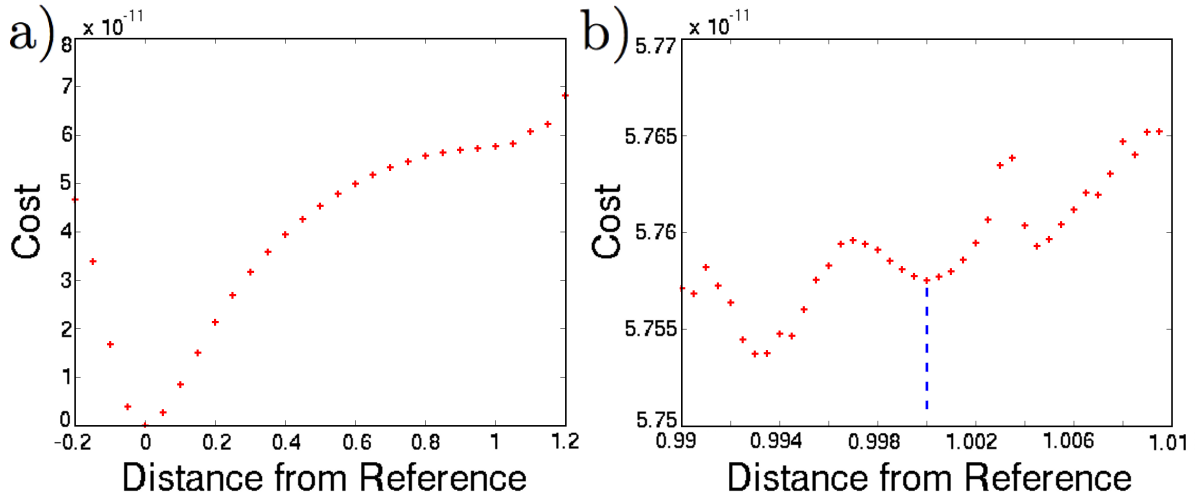 a)
x 10-11
8
7
6
5
4
3
2
1
0
-0.2 0 0.2 0.4 0.6 0.8 1 1.2
Cost
Distance from Reference
b)
x 10-11
5.77
5.765
5.76
5.755
5.75
0.99 0.994 0.998 1.002 1.006 1.01
Cost
Distance from Reference